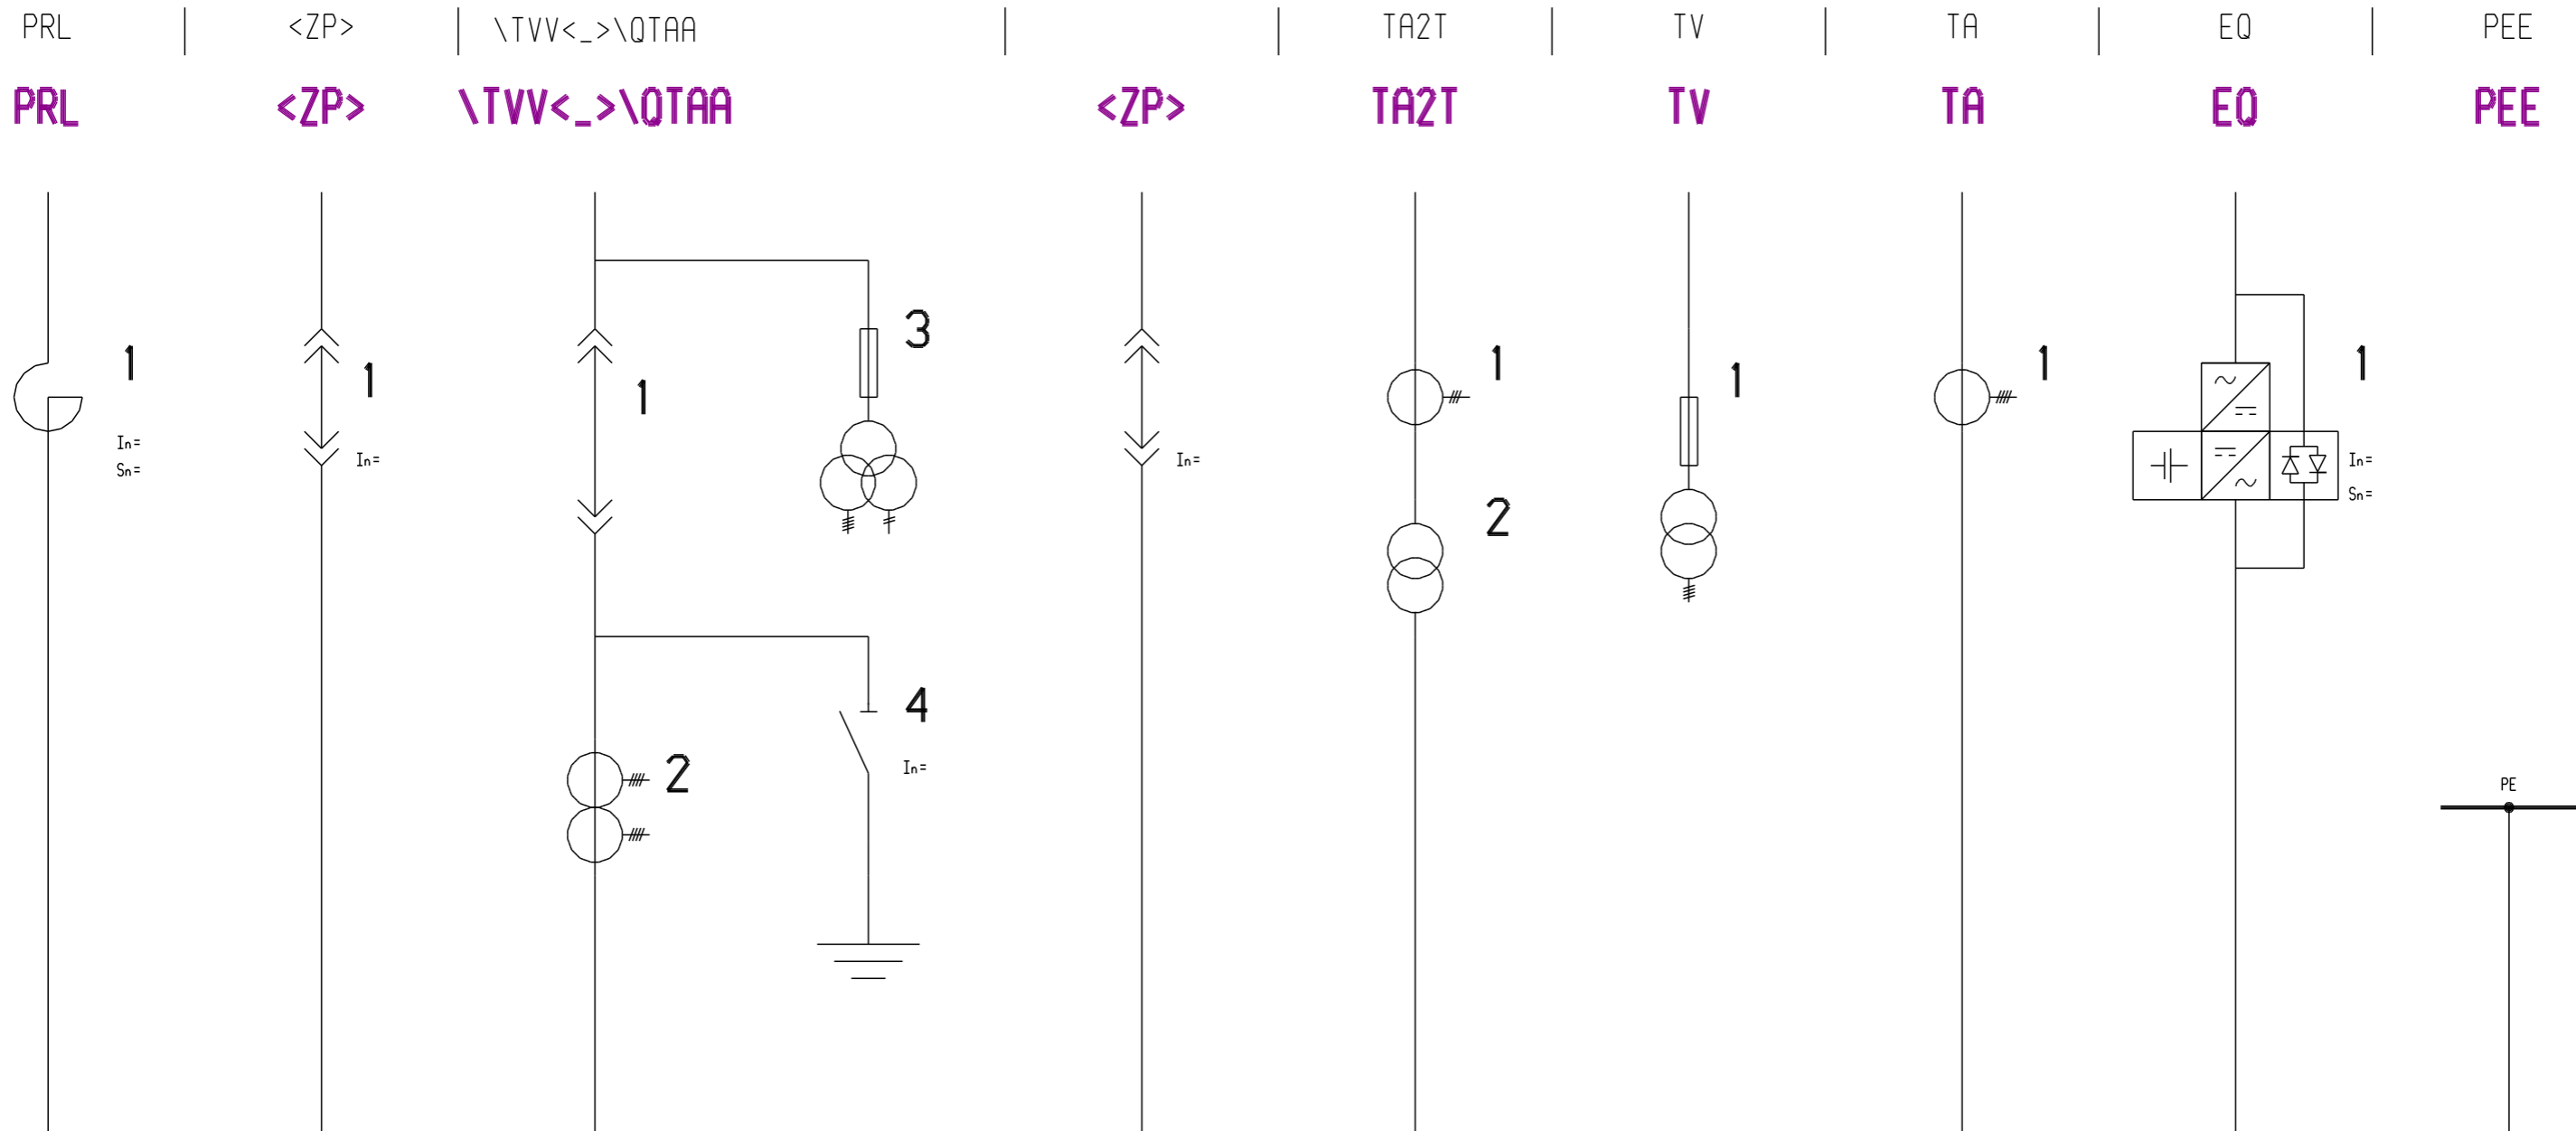 PRL <ZP> \TVV<_>\QTAA TA2T TV TA EQ PEE
PRL <ZP> \TVV<_>\QTAA <ZP> TA2T TV TA EQ PEE
3
1 1 1 1
1 1
1
In=
Sn=
In=
In=
In=
Sn=
2
4
2
In=
PE